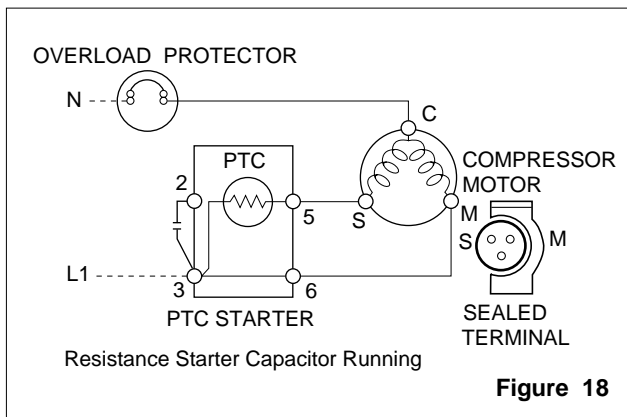 OVERLOAD PROTECTOR
N
C
PTC
COMPRESSOR
MOTOR
2
5
S
M
S
M
L1
3
6
PTC STARTER
SEALED
TERMINAL
Resistance Starter Capacitor Running
Figure 18